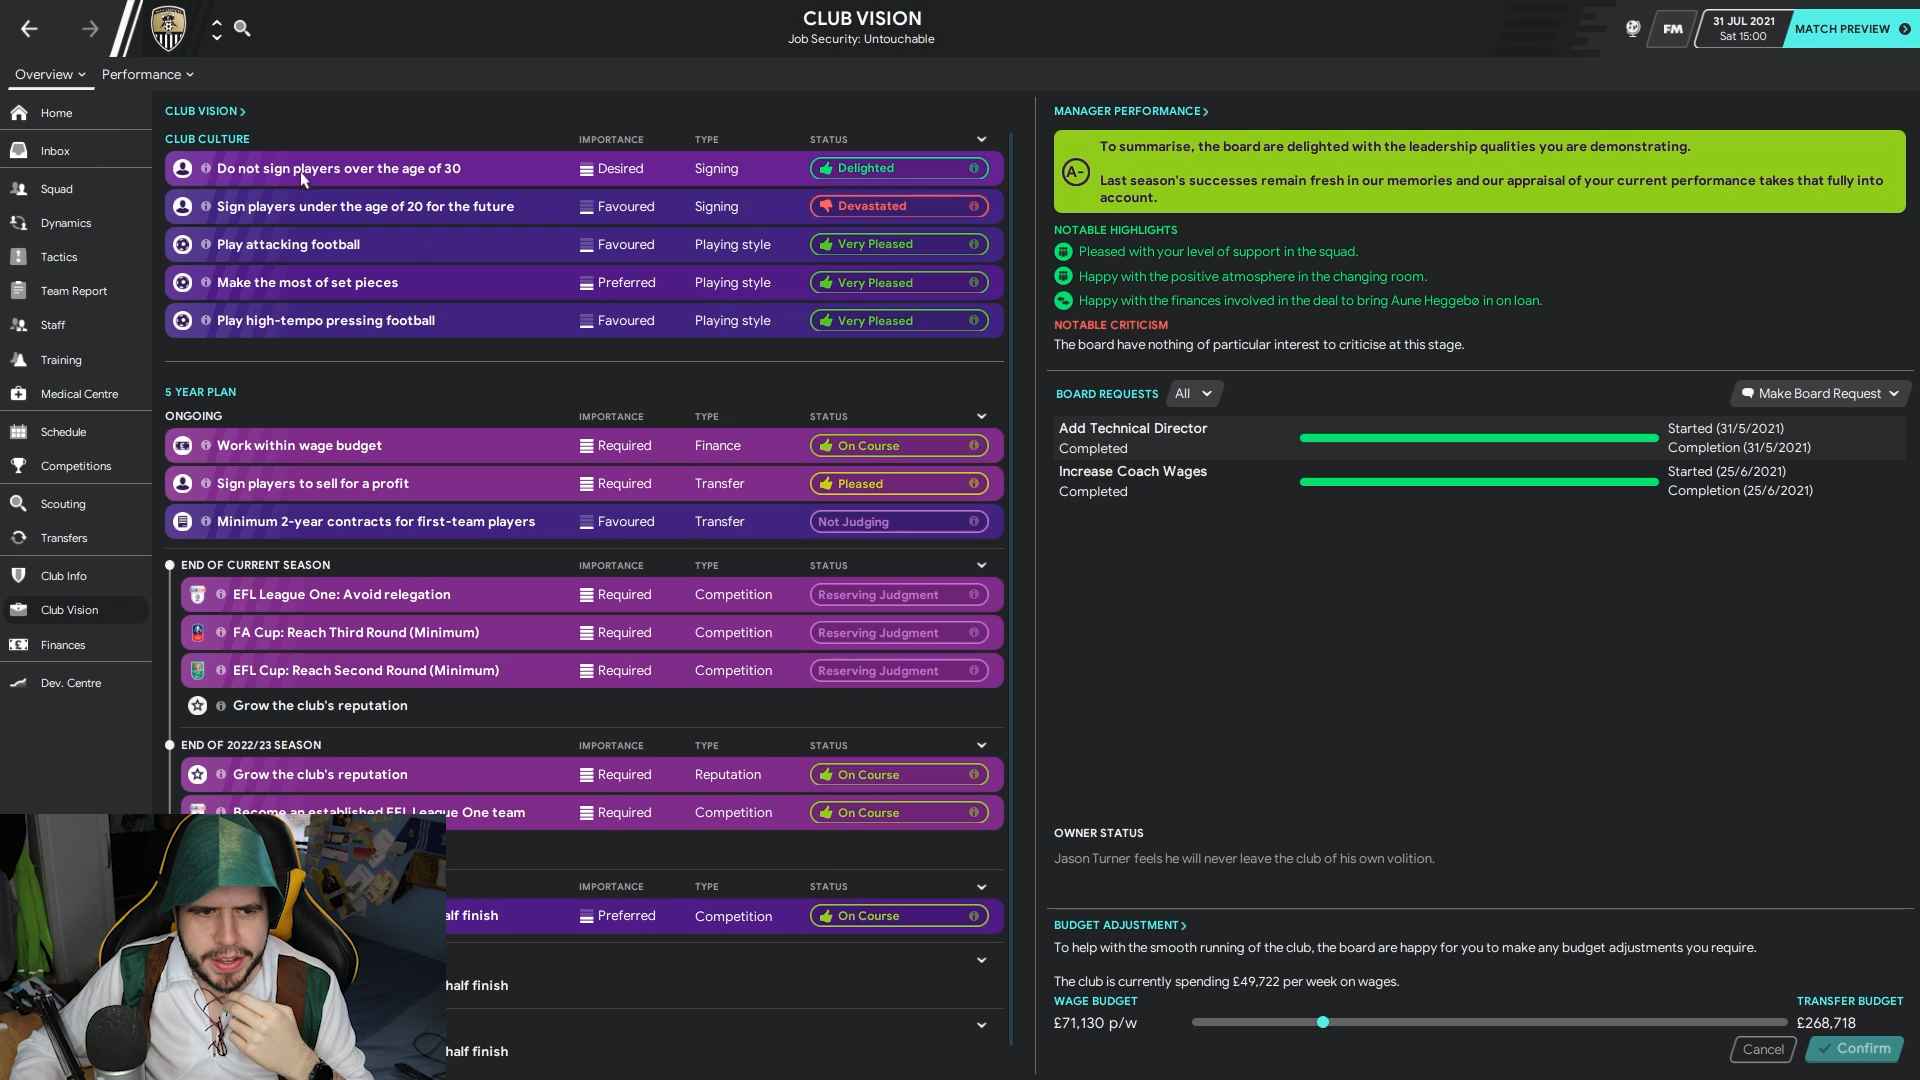 CLUB VISION
Job Security: Untouchable
FM
31 JUL 2021
Sat 15:00
MATCH PREVIEW
Overview
Performance
Home
Inbox
Squad
Dynamics
Tactics
Team Report
Staff
Training
Medical Centre
Schedule
Competitions
Scouting
Transfers
Club Info
Club Vision
Finances
Dev. Centre
CLUB VISION
CLUB CULTURE IMPORTANCE TYPE STATUS
Do not sign players over the age of 30 Desired Signing Delighted
Sign players under the age of 20 for the future Favoured Signing Devastated
Play attacking football Favoured Playing style Very Pleased
Make the most of set pieces Preferred Playing style Very Pleased
Play high-tempo pressing football Favoured Playing style Very Pleased
5 YEAR PLAN
ONGOING IMPORTANCE TYPE STATUS
Work within wage budget Required Finance On Course
Sign players to sell for a profit Required Transfer Pleased
Minimum 2-year contracts for first-team players Favoured Transfer Not Judging
END OF CURRENT SEASON IMPORTANCE TYPE STATUS
EFL League One: Avoid relegation Required Competition Reserving Judgment
FA Cup: Reach Third Round (Minimum) Required Competition Reserving Judgment
EFL Cup: Reach Second Round (Minimum) Required Competition Reserving Judgment
Grow the club's reputation
END OF 2022/23 SEASON IMPORTANCE TYPE STATUS
Grow the club's reputation Required Reputation On Course
Become an established EFL League One team Required Competition On Course
IMPORTANCE TYPE STATUS
half finish Preferred Competition On Course
half finish
half finish
MANAGER PERFORMANCE
A-
To summarise, the board are delighted with the leadership qualities you are demonstrating.
Last season's successes remain fresh in our memories and our appraisal of your current performance takes that fully into
account.
NOTABLE HIGHLIGHTS
Pleased with your level of support in the squad.
Happy with the positive atmosphere in the changing room.
Happy with the finances involved in the deal to bring Aune Heggebø in on loan.
NOTABLE CRITICISM
The board have nothing of particular interest to criticise at this stage.
BOARD REQUESTS All Make Board Request
Add Technical Director Started (31/5/2021)
Completed Completion (31/5/2021)
Increase Coach Wages Started (25/6/2021)
Completed Completion (25/6/2021)
OWNER STATUS
Jason Turner feels he will never leave the club of his own volition.
BUDGET ADJUSTMENT
To help with the smooth running of the club, the board are happy for you to make any budget adjustments you require.
The club is currently spending £49,722 per week on wages.
WAGE BUDGET TRANSFER BUDGET
£71,130 p/w £268,718
Cancel Confirm